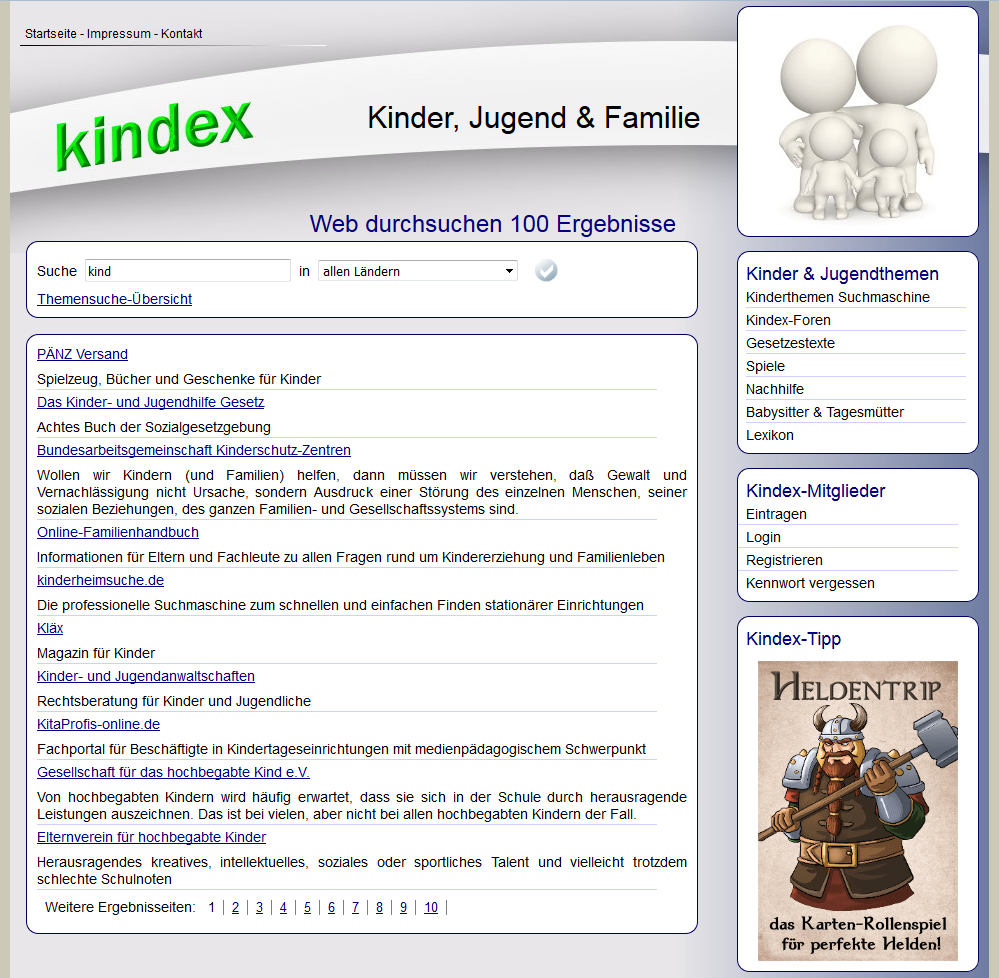 Startseite - Impressum - Kontakt
kindex
Kinder, Jugend & Familie
Web durchsuchen 100 Ergebnisse
Suche kind in allen Ländern
Themensuche-Übersicht
PÄNZ Versand
Spielzeug, Bücher und Geschenke für Kinder
Das Kinder- und Jugendhilfe Gesetz
Achtes Buch der Sozialgesetzgebung
Bundesarbeitsgemeinschaft Kinderschutz-Zentren
Wollen wir Kindern (und Familien) helfen, dann müssen wir verstehen, daß Gewalt und
Vernachlässigung nicht Ursache, sondern Ausdruck einer Störung des einzelnen Menschen, seiner
sozialen Beziehungen, des ganzen Familien- und Gesellschaftssystems sind.
Online-Familienhandbuch
Informationen für Eltern und Fachleute zu allen Fragen rund um Kindererziehung und Familienleben
kinderheimsuche.de
Die professionelle Suchmaschine zum schnellen und einfachen Finden stationärer Einrichtungen
Kläx
Magazin für Kinder
Kinder- und Jugendanwaltschaften
Rechtsberatung für Kinder und Jugendliche
KitaProfis-online.de
Fachportal für Beschäftigte in Kindertageseinrichtungen mit medienpädagogischem Schwerpunkt
Gesellschaft für das hochbegabte Kind e.V.
Von hochbegabten Kindern wird häufig erwartet, dass sie sich in der Schule durch herausragende
Leistungen auszeichnen. Das ist bei vielen, aber nicht bei allen hochbegabten Kindern der Fall.
Elternverein für hochbegabte Kinder
Herausragendes kreatives, intellektuelles, soziales oder sportliches Talent und vielleicht trotzdem
schlechte Schulnoten
Weitere Ergebnisseiten: 1 | 2 | 3 | 4 | 5 | 6 | 7 | 8 | 9 | 10 |
Kinder & Jugendthemen
Kinderthemen Suchmaschine
Kindex-Foren
Gesetzestexte
Spiele
Nachhilfe
Babysitter & Tagesmütter
Lexikon
Kindex-Mitglieder
Eintragen
Login
Registrieren
Kennwort vergessen
Kindex-Tipp
HELDENTRIP
das Karten-Rollenspiel
für perfekte Helden!